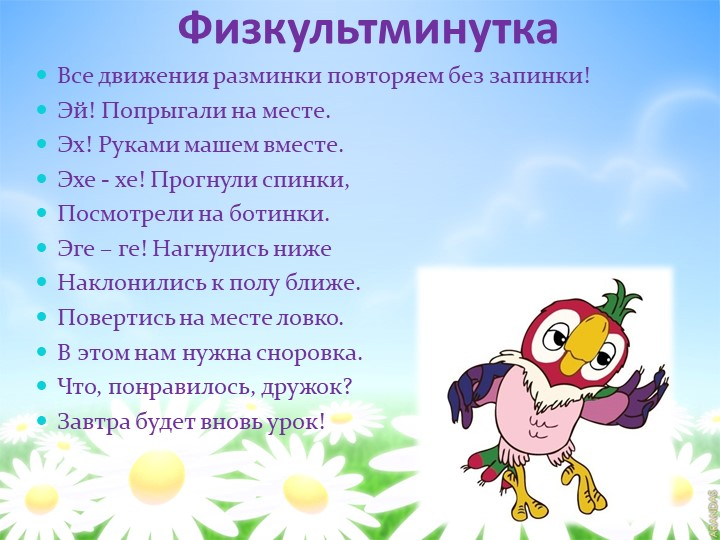 Физкультминутка
Все движения разминки повторяем без запинки!
Эй! Попрыгали на месте.
Эх! Руками машем вместе.
Эхе - хе! Прогнули спинки,
Посмотрели на ботинки.
Эге – ге! Нагнулись ниже
Наклонились к полу ближе.
Повертись на месте ловко.
В этом нам нужна сноровка.
Что, понравилось, дружок?
Завтра будет вновь урок!